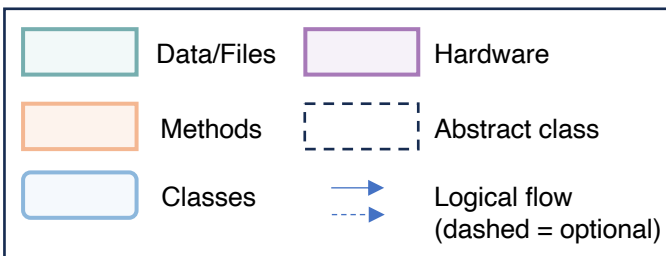 Data/Files
Hardware
Methods
Abstract class
Classes
Logical flow
(dashed = optional)